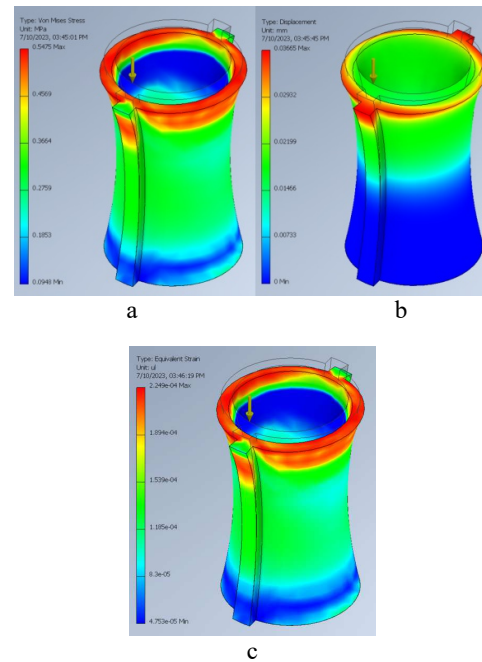 Type: Von Mises Stress
Unit: MPa
7/10/2023, 03:45:01 PM
0.5475 Max
0.4569
0.3664
0.2759
0.1853
0.0948 Min
Type: Displacement
Unit: mm
7/10/2023, 03:45:45 PM
0.03665 Max
0.02932
0.02199
0.01466
0.00733
0 Min
a
b
Type: Equivalent Strain
Unit: ul
7/10/2023, 03:46:19 PM
2.249e-04 Max
1.894e-04
1.539e-04
1.185e-04
8.3e-05
4.753e-05 Min
c